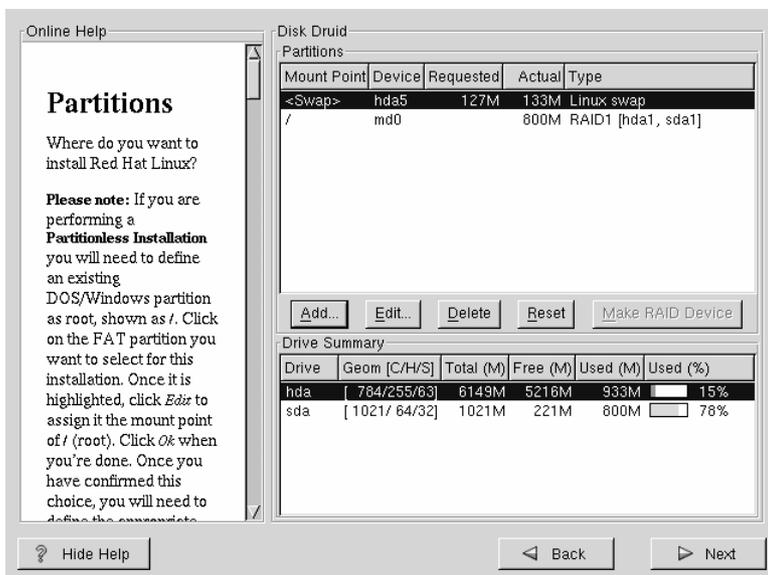 Online Help
Partitions
Where do you want to
install Red Hat Linux?
Please note: If you are
performing a
Partitionless Installation
you will need to define
an existing
DOS/Windows partition
as root, shown as /. Click
on the FAT partition you
want to select for this
installation. Once it is
highlighted, click Edit to
assign it the mount point
of / (root). Click Ok when
you're done. Once you
have confirmed this
choice, you will need to
define the appropriate
Disk Druid
Partitions
Mount Point Device Requested Actual Type
<Swap> hda5 127M 133M Linux swap
/ md0 800M RAID1 [hda1, sda1]
Add... Edit... Delete Reset Make RAID Device
Drive Summary
Drive Geom [C/H/S] Total (M) Free (M) Used (M) Used (%)
hda [ 784/255/63] 6149M 5216M 933M 15%
sda [ 1021/ 64/32] 1021M 221M 800M 78%
? Hide Help Back Next